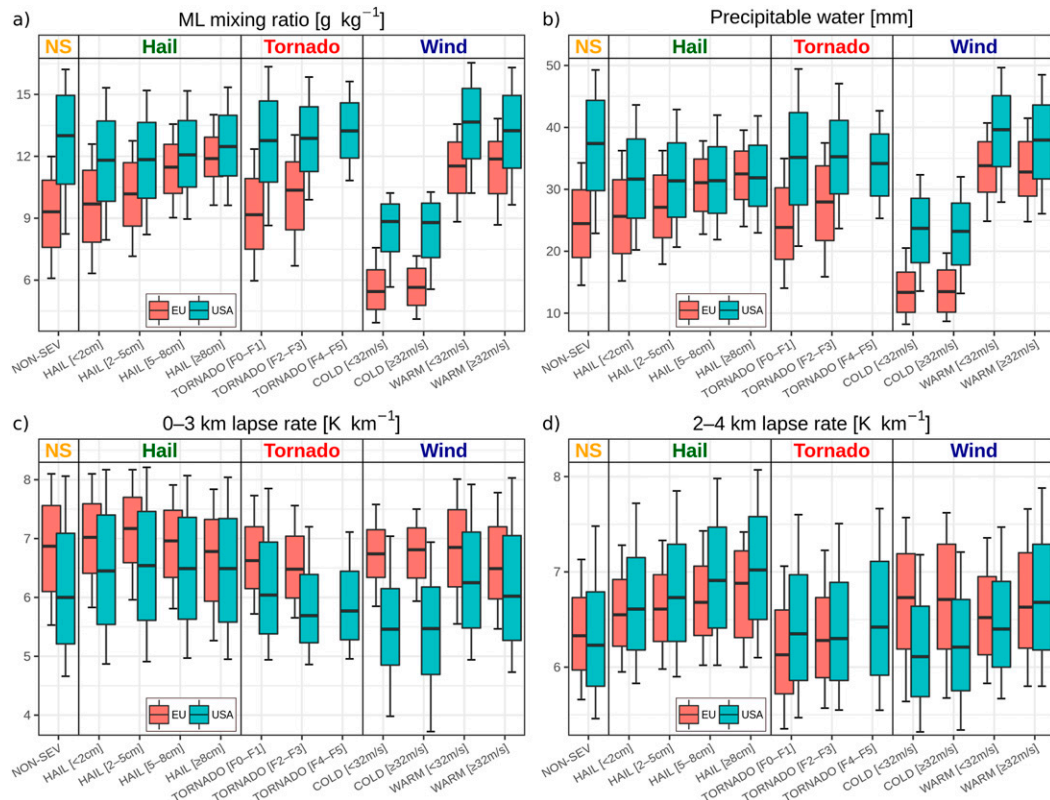 a) ML mixing ratio [g kg⁻¹]
NS Hail Tornado Wind
15
12
9
6
EU USA
NON-SEV
HAIL [<2cm]
HAIL [2–5cm]
HAIL [5–8cm]
HAIL [≥8cm]
TORNADO [F0–F1]
TORNADO [F2–F3]
TORNADO [F4–F5]
COLD [<32m/s]
COLD [≥32m/s]
WARM [<32m/s]
WARM [≥32m/s]
b) Precipitable water [mm]
NS Hail Tornado Wind
50
40
30
20
10
EU USA
NON-SEV
HAIL [<2cm]
HAIL [2–5cm]
HAIL [5–8cm]
HAIL [≥8cm]
TORNADO [F0–F1]
TORNADO [F2–F3]
TORNADO [F4–F5]
COLD [<32m/s]
COLD [≥32m/s]
WARM [<32m/s]
WARM [≥32m/s]
c) 0–3 km lapse rate [K km⁻¹]
NS Hail Tornado Wind
8
7
6
5
4
EU USA
NON-SEV
HAIL [<2cm]
HAIL [2–5cm]
HAIL [5–8cm]
HAIL [≥8cm]
TORNADO [F0–F1]
TORNADO [F2–F3]
TORNADO [F4–F5]
COLD [<32m/s]
COLD [≥32m/s]
WARM [<32m/s]
WARM [≥32m/s]
d) 2–4 km lapse rate [K km⁻¹]
NS Hail Tornado Wind
8
7
6
EU USA
NON-SEV
HAIL [<2cm]
HAIL [2–5cm]
HAIL [5–8cm]
HAIL [≥8cm]
TORNADO [F0–F1]
TORNADO [F2–F3]
TORNADO [F4–F5]
COLD [<32m/s]
COLD [≥32m/s]
WARM [<32m/s]
WARM [≥32m/s]